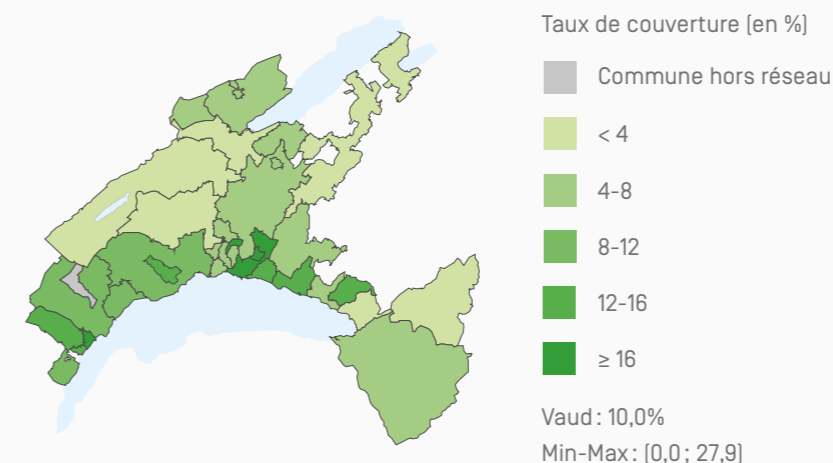 Taux de couverture (en %)
Commune hors réseau
< 4
4-8
8-12
12-16
≥ 16
Vaud : 10,0%
Min-Max : (0,0 ; 27,9)